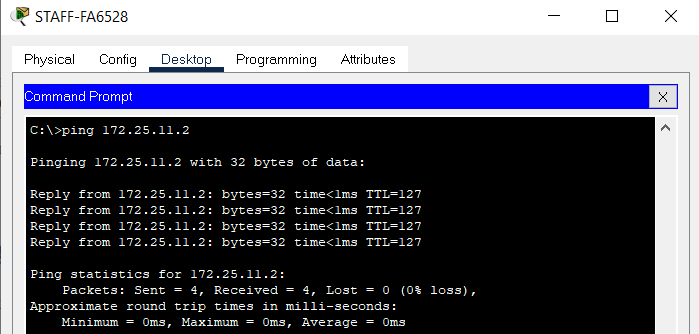 STAFF-FA6528
Physical Config Desktop Programming Attributes
Command Prompt X
C:\>ping 172.25.11.2
Pinging 172.25.11.2 with 32 bytes of data:
Reply from 172.25.11.2: bytes=32 time<1ms TTL=127
Reply from 172.25.11.2: bytes=32 time<1ms TTL=127
Reply from 172.25.11.2: bytes=32 time<1ms TTL=127
Reply from 172.25.11.2: bytes=32 time<1ms TTL=127
Ping statistics for 172.25.11.2:
Packets: Sent = 4, Received = 4, Lost = 0 (0% loss),
Approximate round trip times in milli-seconds:
Minimum = 0ms, Maximum = 0ms, Average = 0ms